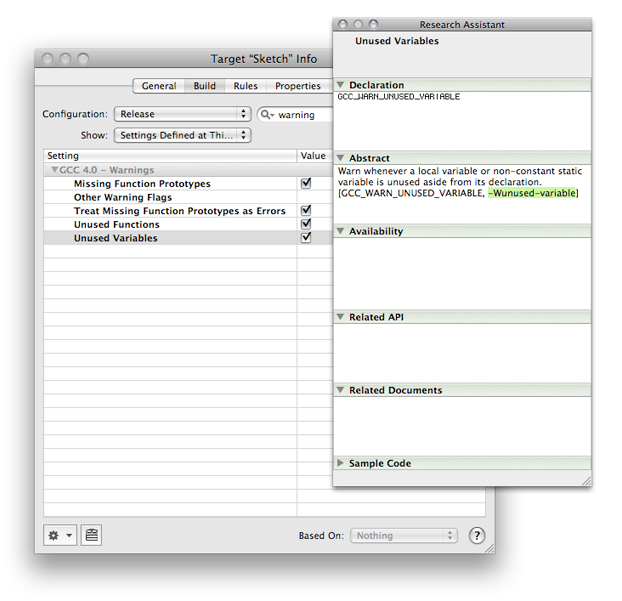 Target “Sketch” Info
General Build Rules Properties
Configuration: Release warning
Show: Settings Defined at Thi...
Setting Value
GCC 4.0 – Warnings
Missing Function Prototypes
Other Warning Flags
Treat Missing Function Prototypes as Errors
Unused Functions
Unused Variables
Based On: Nothing ?
Research Assistant
Unused Variables
Declaration
GCC_WARN_UNUSED_VARIABLE
Abstract
Warn whenever a local variable or non-constant static
variable is unused aside from its declaration.
[GCC_WARN_UNUSED_VARIABLE, -Wunused-variable]
Availability
Related API
Related Documents
Sample Code